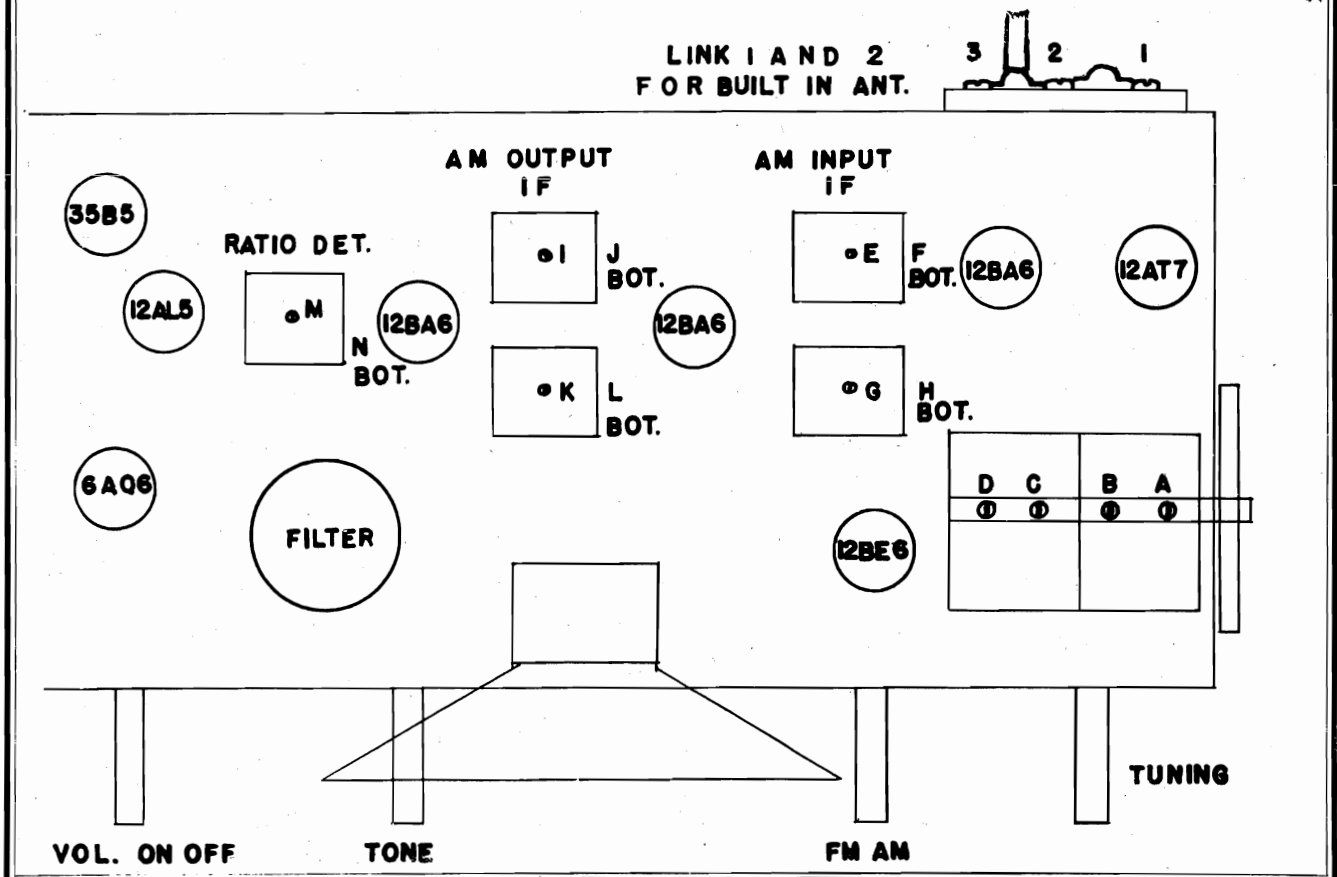 LINK 1 AND 2
FOR BUILT IN ANT.
3 2 1
AM OUTPUT
IF
AM INPUT
IF
35B5
RATIO DET.
I
J
BOT.
E
F
BOT.
12BA6
12AT7
12AL5
M
N
BOT.
12BA6
12BA6
K
L
BOT.
G
H
BOT.
6AQ6
FILTER
12BE6
D C B A
TUNING
VOL. ON OFF
TONE
FM AM